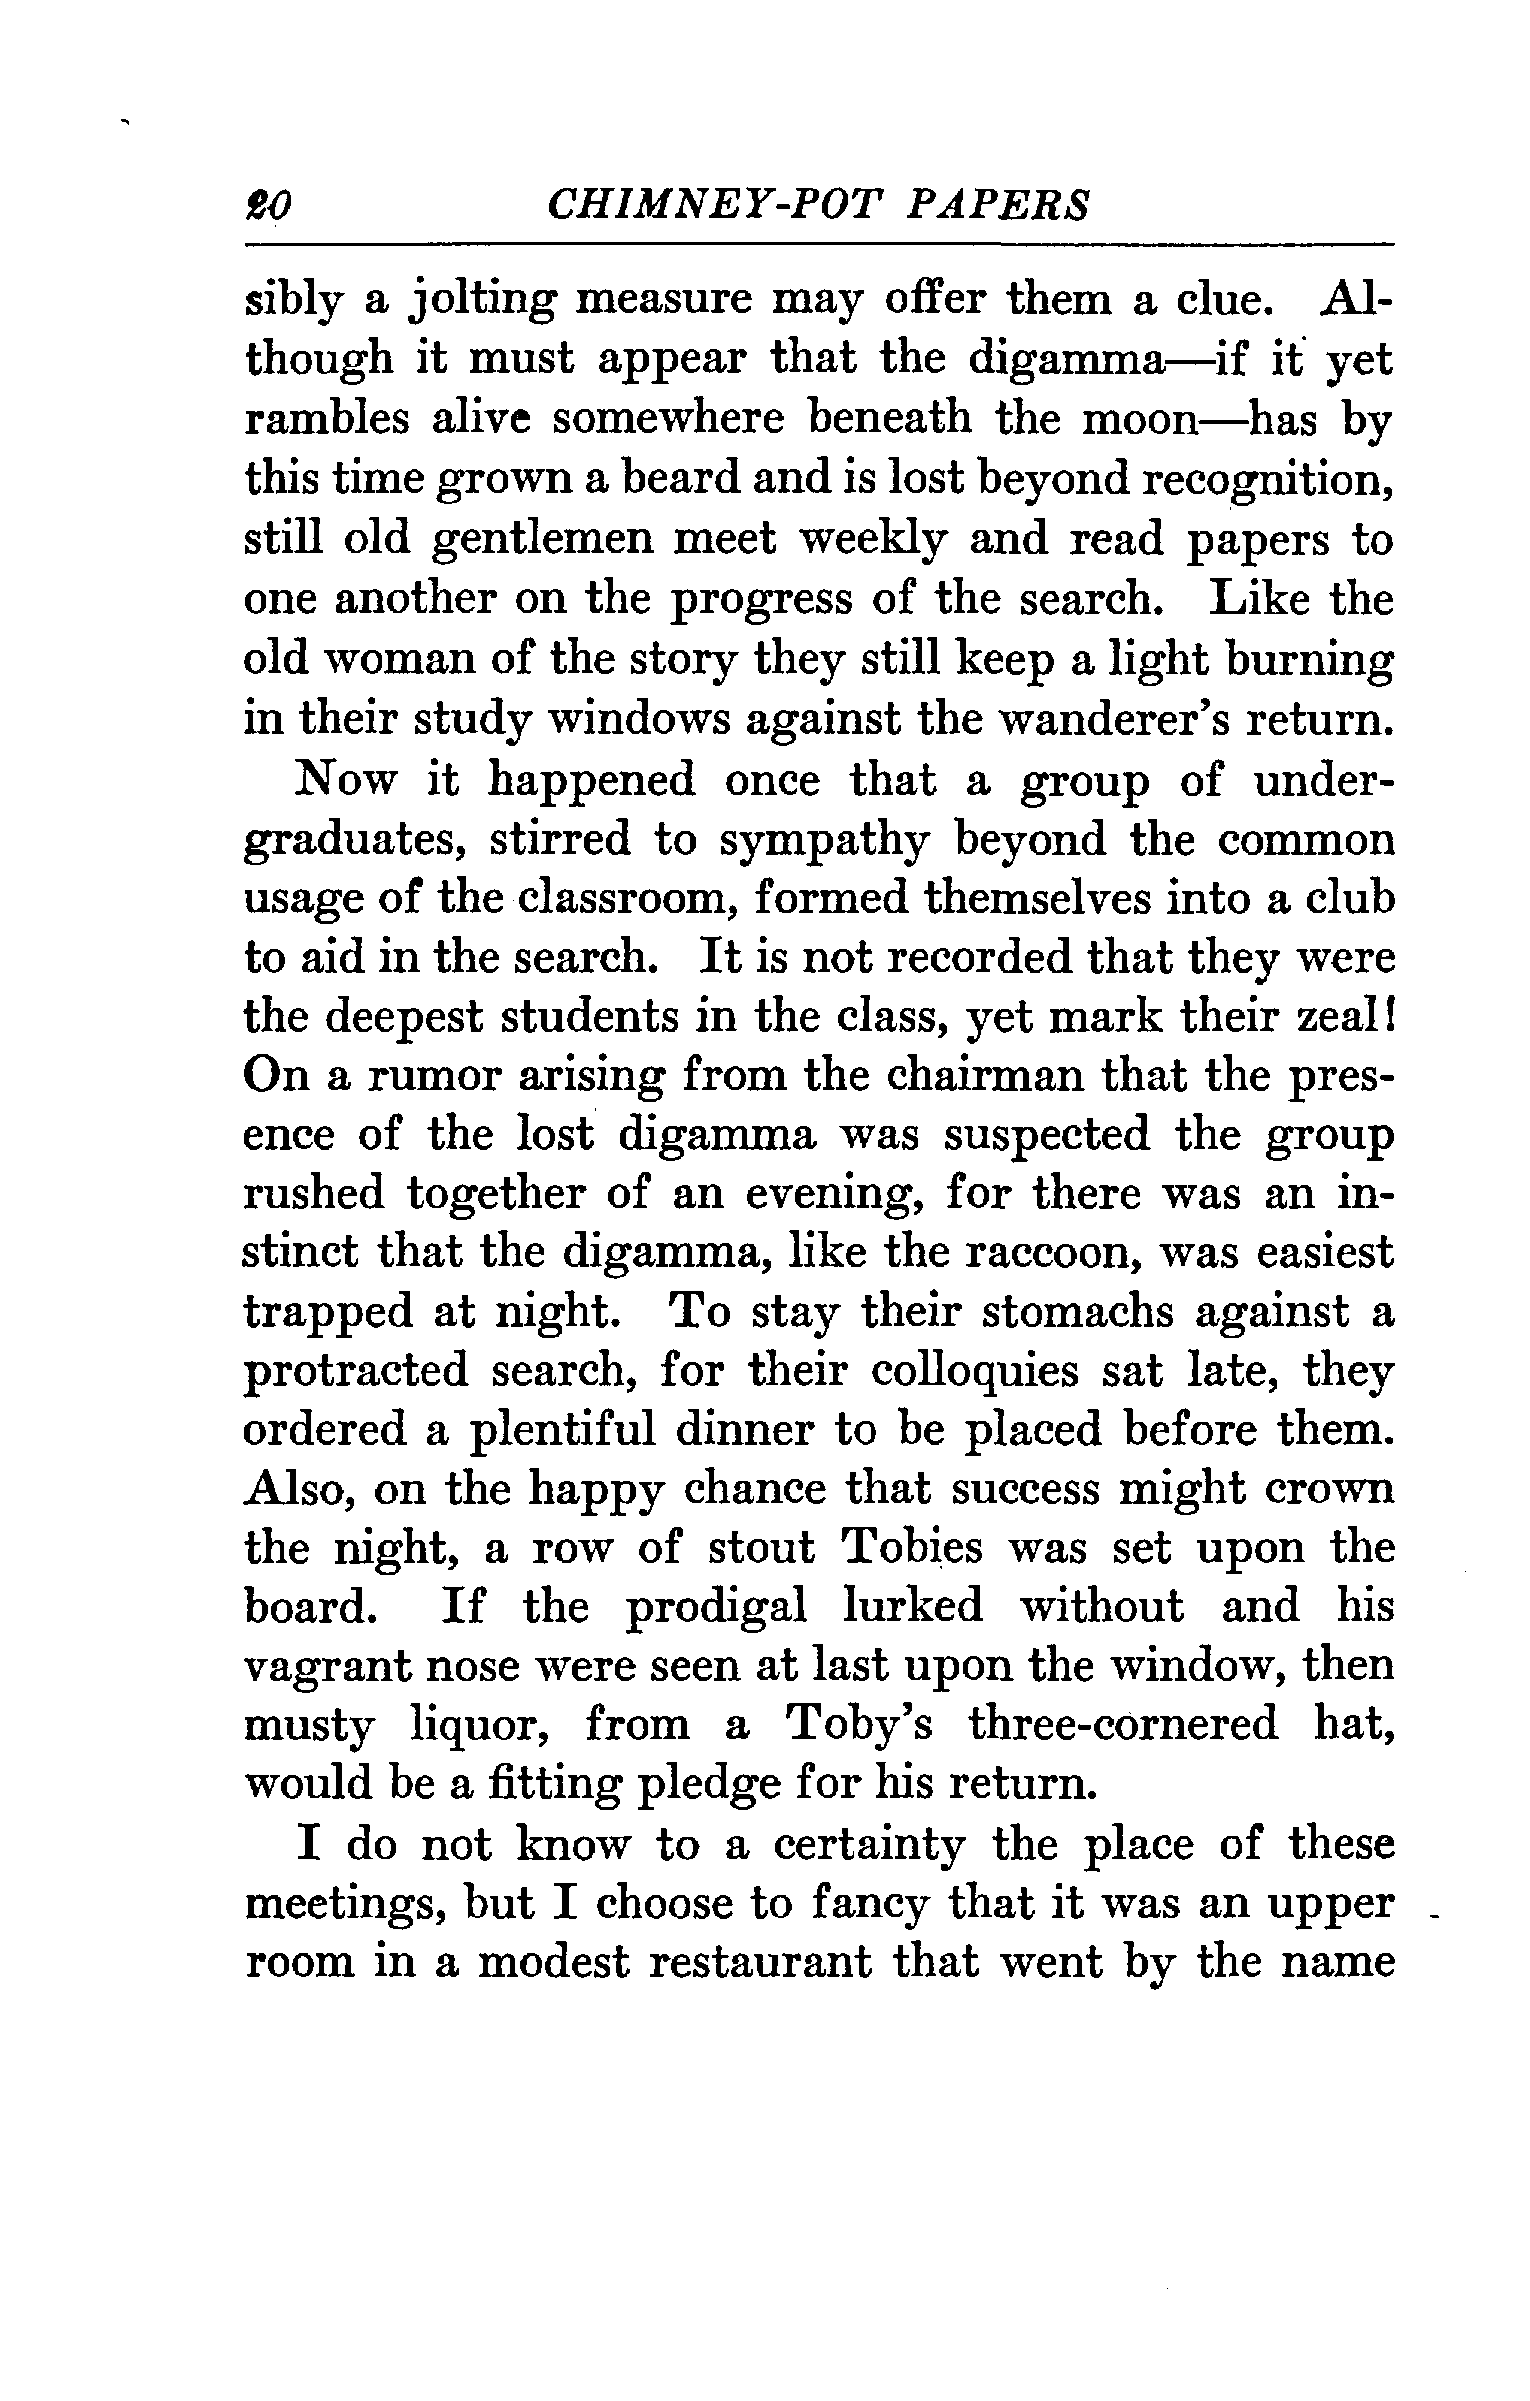 20 CHIMNEY-POT PAPERS
sibly a jolting measure may offer them a clue. Al-
though it must appear that the digamma—if it yet
rambles alive somewhere beneath the moon—has by
this time grown a beard and is lost beyond recognition,
still old gentlemen meet weekly and read papers to
one another on the progress of the search. Like the
old woman of the story they still keep a light burning
in their study windows against the wanderer's return.
Now it happened once that a group of under-
graduates, stirred to sympathy beyond the common
usage of the classroom, formed themselves into a club
to aid in the search. It is not recorded that they were
the deepest students in the class, yet mark their zeal!
On a rumor arising from the chairman that the pres-
ence of the lost digamma was suspected the group
rushed together of an evening, for there was an in-
stinct that the digamma, like the raccoon, was easiest
trapped at night. To stay their stomachs against a
protracted search, for their colloquies sat late, they
ordered a plentiful dinner to be placed before them.
Also, on the happy chance that success might crown
the night, a row of stout Tobies was set upon the
board. If the prodigal lurked without and his
vagrant nose were seen at last upon the window, then
musty liquor, from a Toby's three-cornered hat,
would be a fitting pledge for his return.
I do not know to a certainty the place of these
meetings, but I choose to fancy that it was an upper
room in a modest restaurant that went by the name